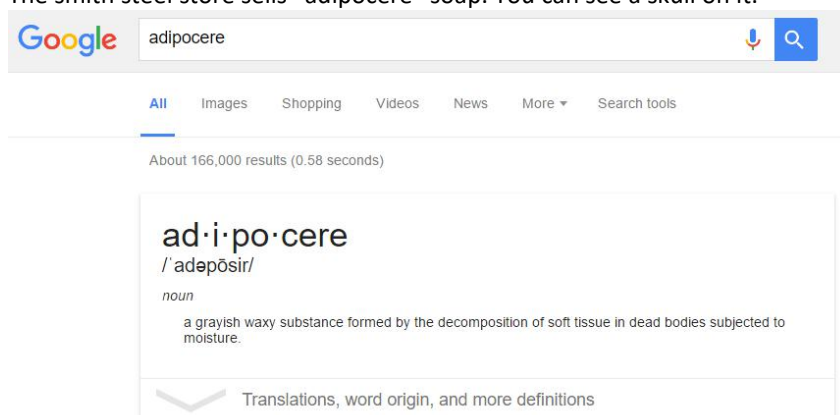 The smith steel store sells "adipocere" soap. You can see a skull on it.
Google adipocere
All Images Shopping Videos News More Search tools
About 166,000 results (0.58 seconds)
ad·i·po·cere
/ˈadəpōsir/
noun
a grayish waxy substance formed by the decomposition of soft tissue in dead bodies subjected to
moisture.
Translations, word origin, and more definitions